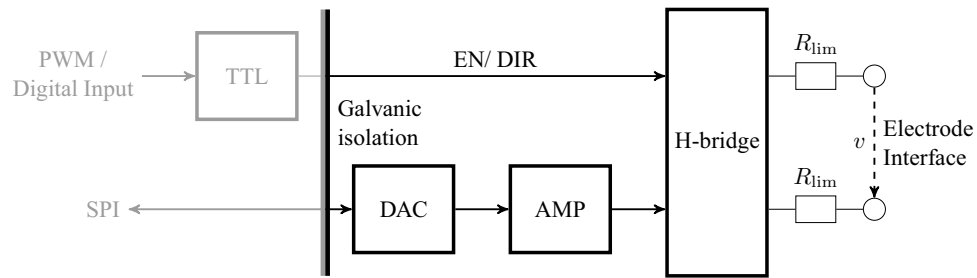 PWM /
Digital Input
TTL
EN/ DIR
Galvanic
isolation
H-bridge
R_lim
v
Electrode
Interface
R_lim
SPI
DAC
AMP